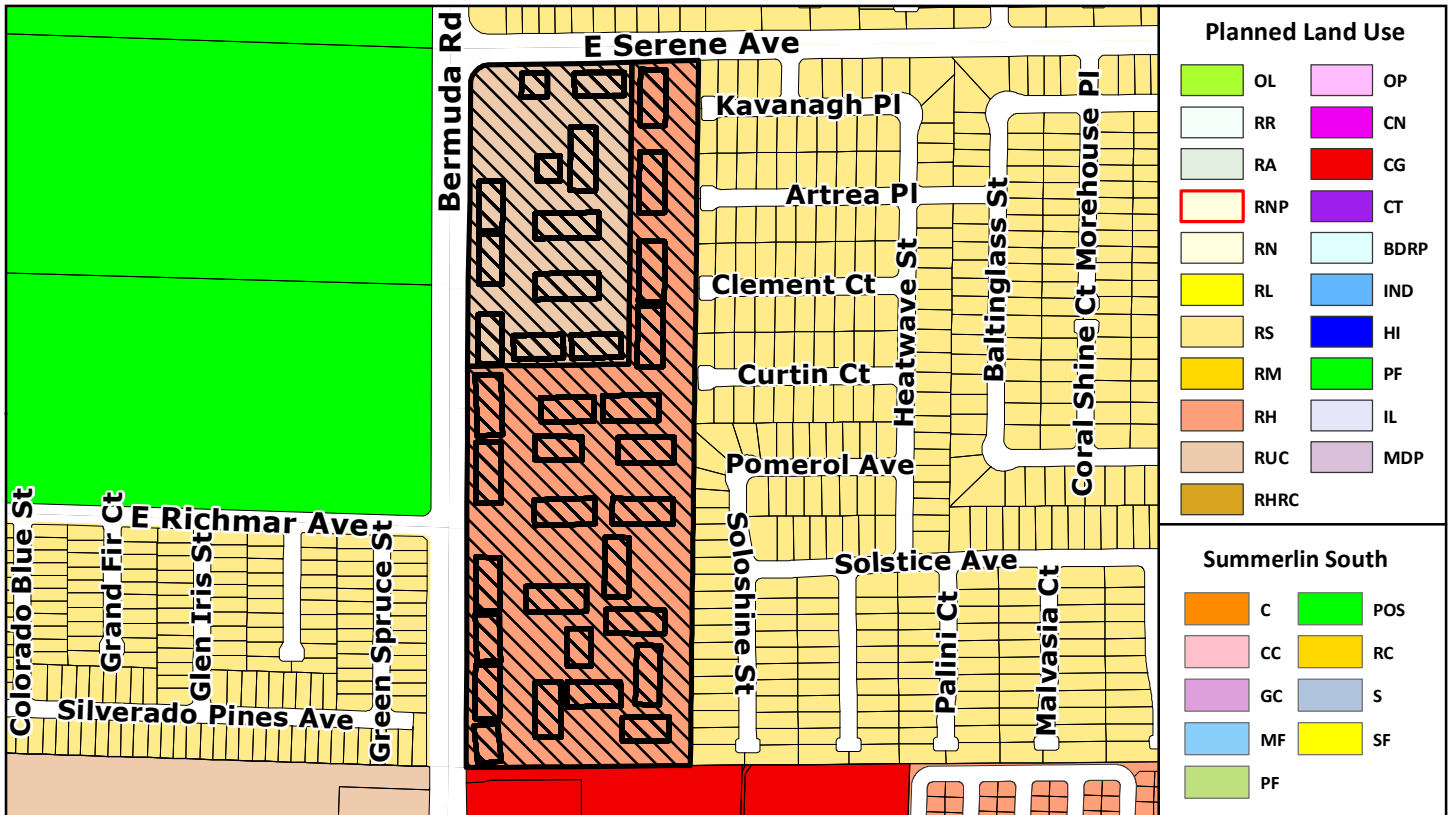 E Serene Ave
Bermuda Rd
Kavanagh Pl
Artrea Pl
Clement Ct
Curtin Ct
Pomerol Ave
Solstice Ave
Heatwave St
Baltinglass St
Morehouse Pl
Coral Shine Ct
Soloshine St
Palini Ct
Malvasia Ct
E Richmar Ave
Colorado Blue St
Grand Fir Ct
Glen Iris St
Green Spruce St
Silverado Pines Ave
Planned Land Use
OL OP
RR CN
RA CG
RNP CT
RN BDRP
RL IND
RS HI
RM PF
RH IL
RUC MDP
RHRC
Summerlin South
C POS
CC RC
GC S
MF SF
PF